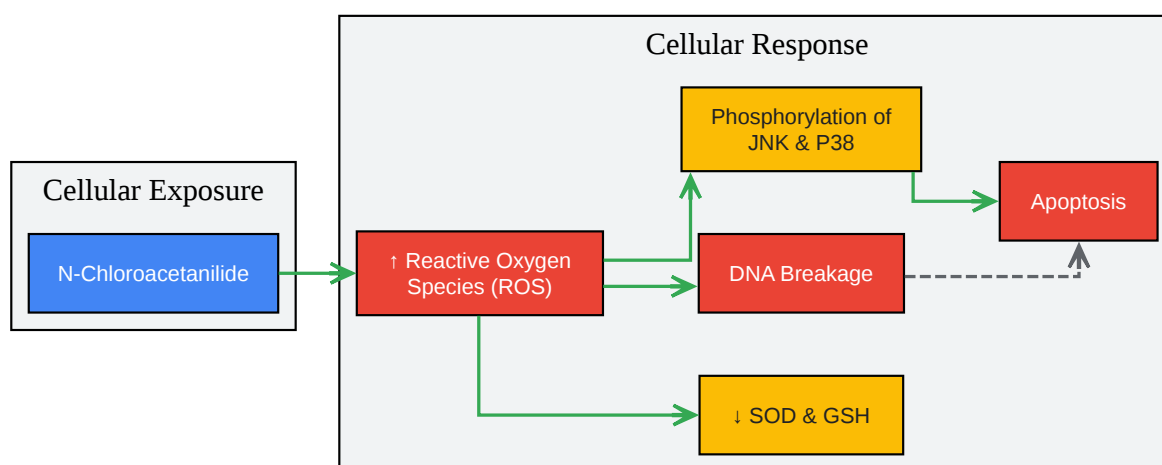 Cellular Response
Phosphorylation of
JNK & P38
Cellular Exposure
Apoptosis
N-Chloroacetanilide
↑ Reactive Oxygen
Species (ROS)
DNA Breakage
↓ SOD & GSH